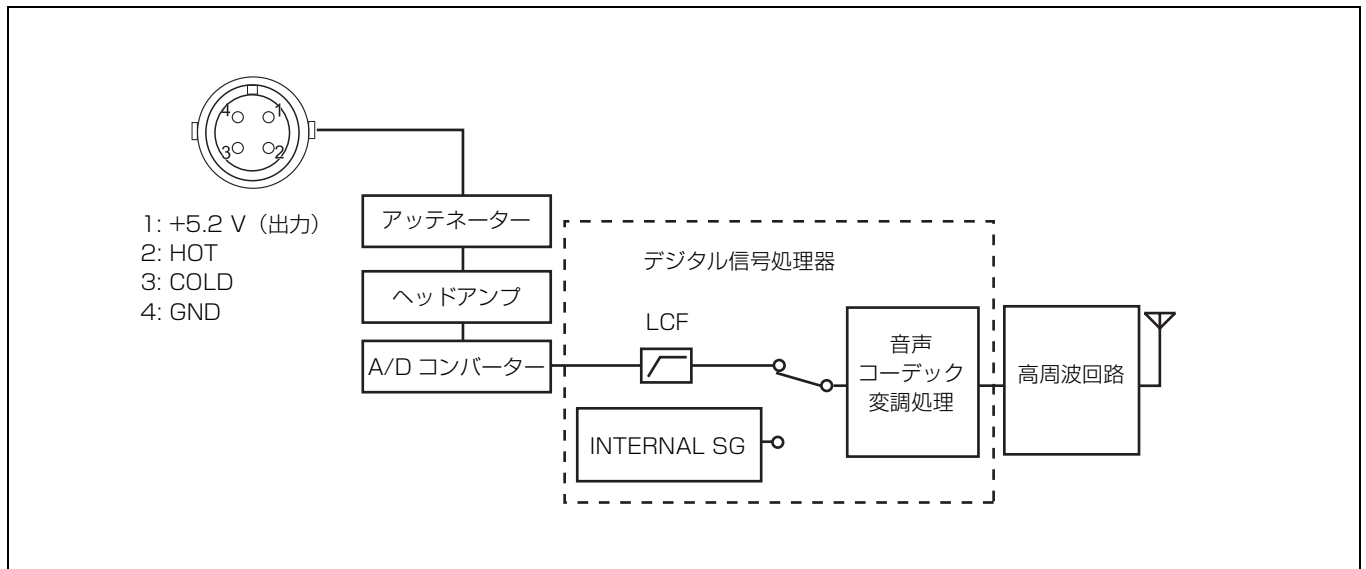 4 1
3 2
1: +5.2 V（出力）
2: HOT
3: COLD
4: GND
アッテネーター
ヘッドアンプ
A/D コンバーター
デジタル信号処理器
LCF
INTERNAL SG
音声
コーデック
変調処理
高周波回路